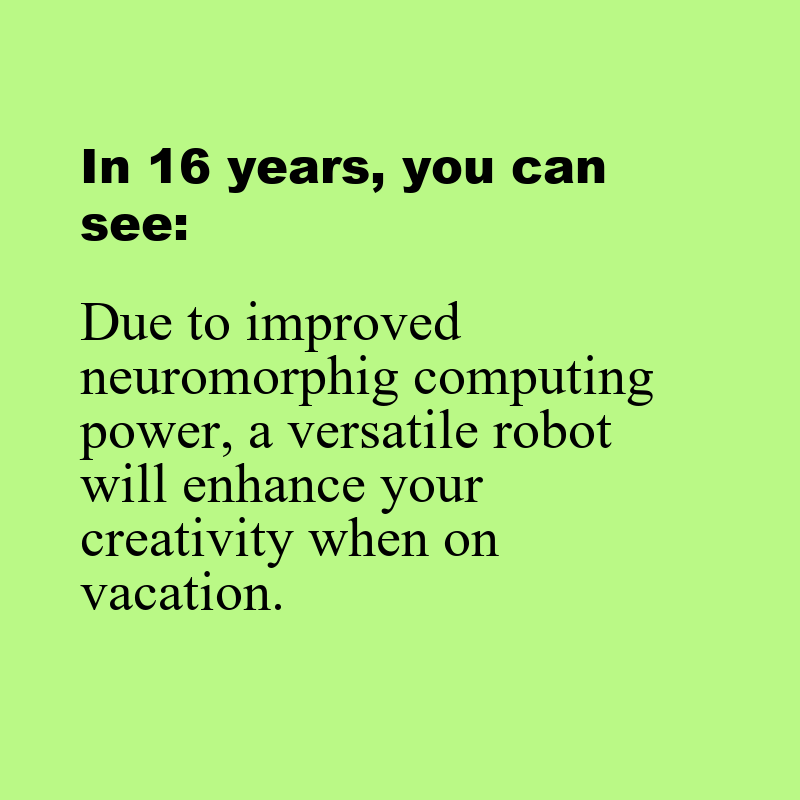 In 16 years, you can
see:
Due to improved
neuromorphig computing
power, a versatile robot
will enhance your
creativity when on
vacation.